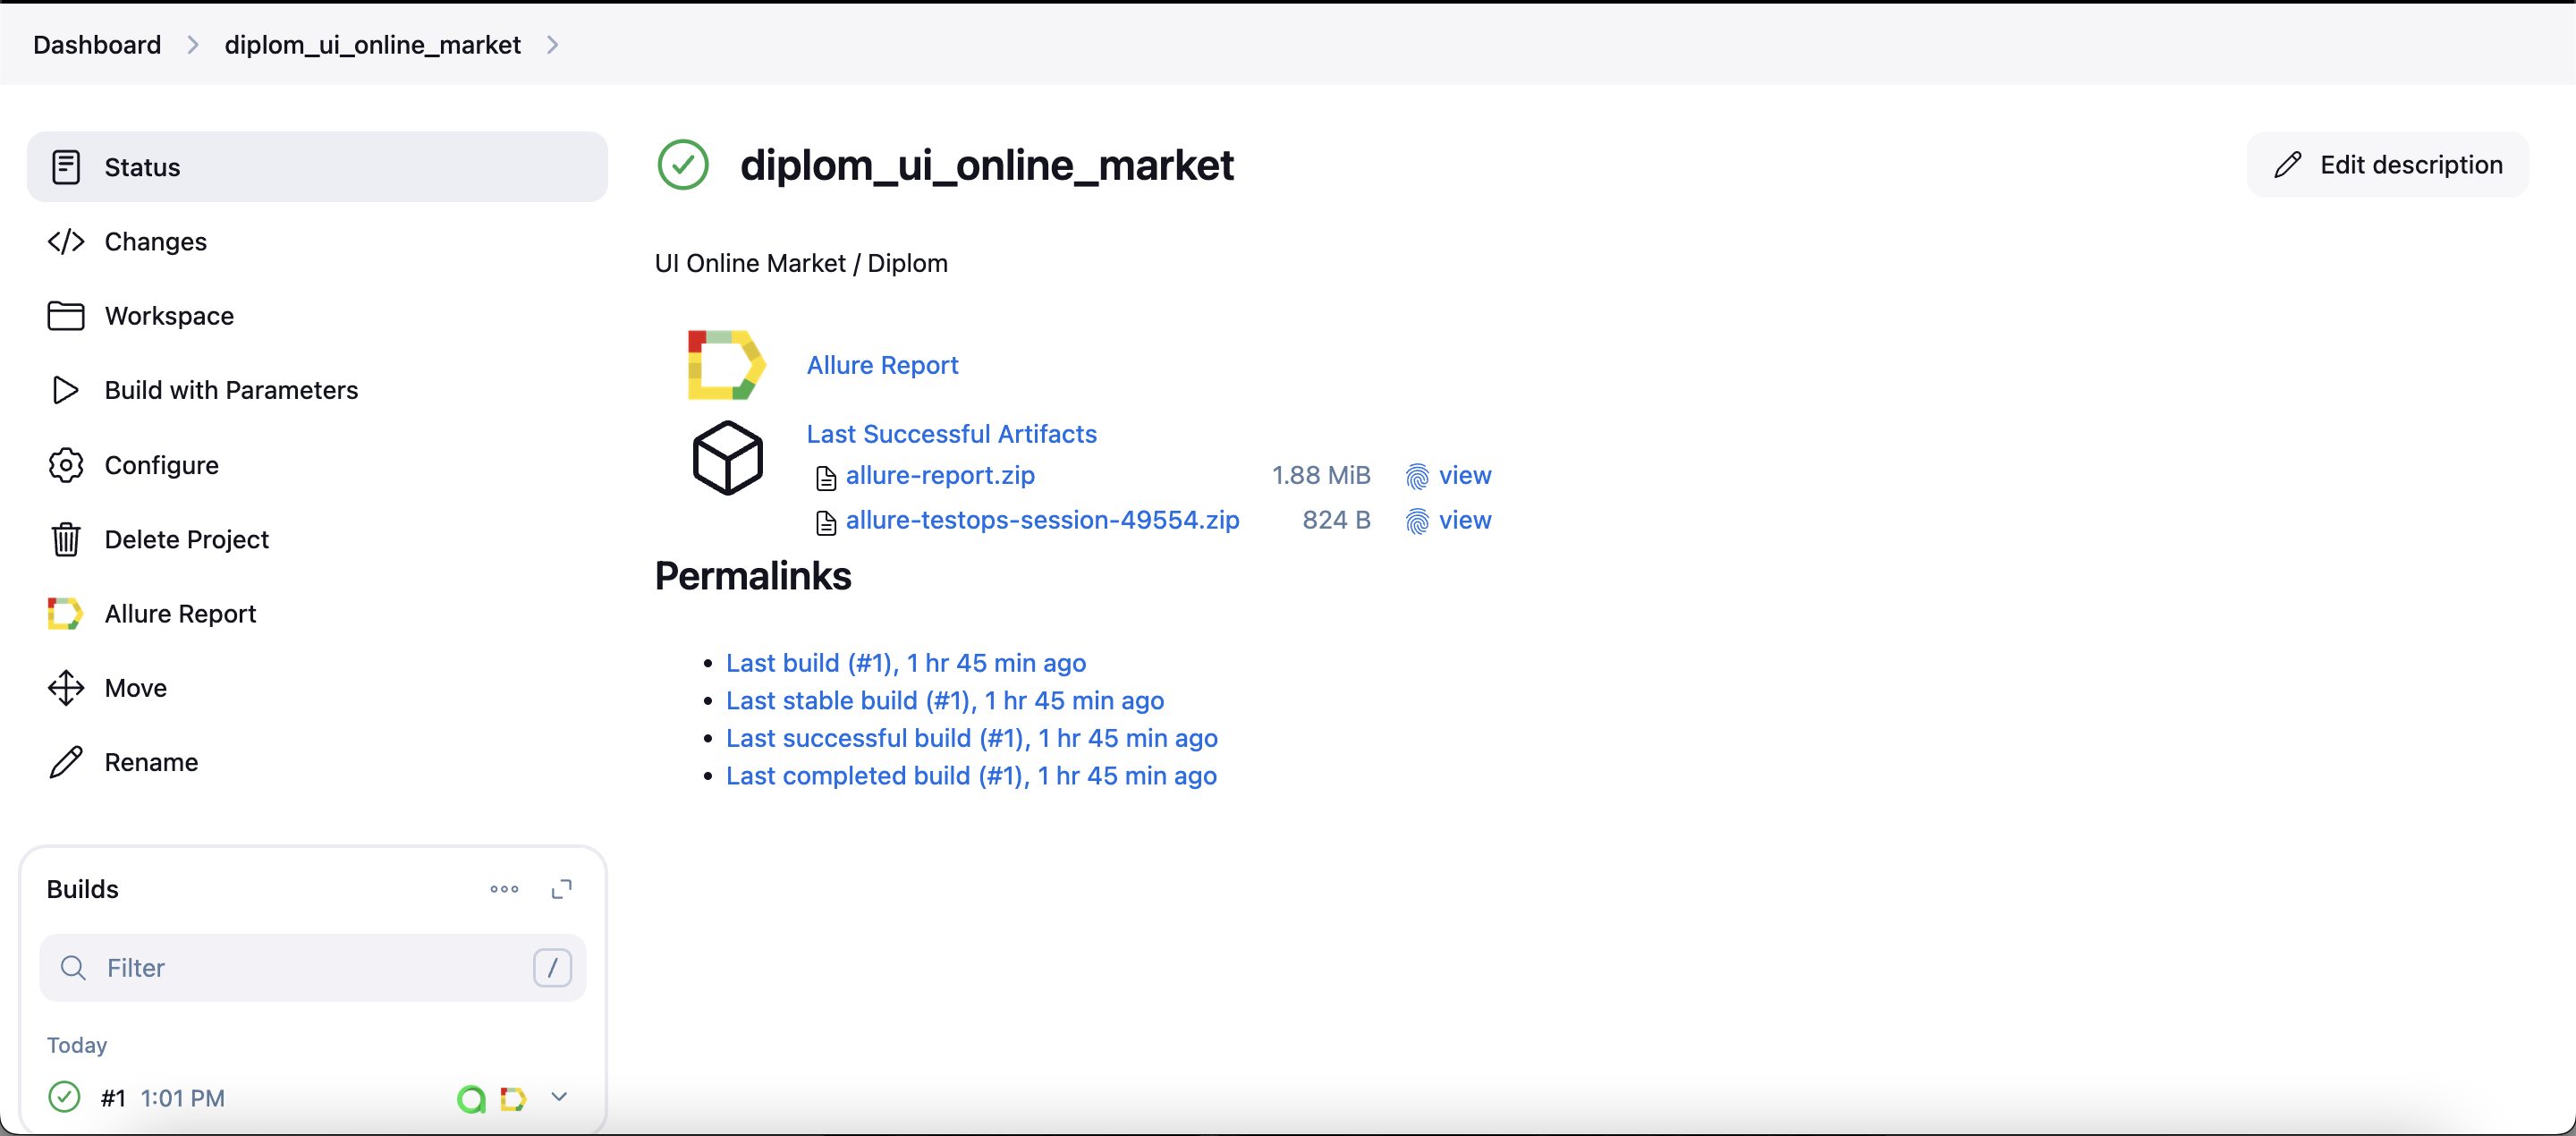 Dashboard > diplom_ui_online_market >
Status
Changes
Workspace
Build with Parameters
Configure
Delete Project
Allure Report
Move
Rename
Builds
Filter /
Today
#1 1:01 PM
diplom_ui_online_market
Edit description
UI Online Market / Diplom
Allure Report
Last Successful Artifacts
allure-report.zip 1.88 MiB view
allure-testops-session-49554.zip 824 B view
Permalinks
Last build (#1), 1 hr 45 min ago
Last stable build (#1), 1 hr 45 min ago
Last successful build (#1), 1 hr 45 min ago
Last completed build (#1), 1 hr 45 min ago